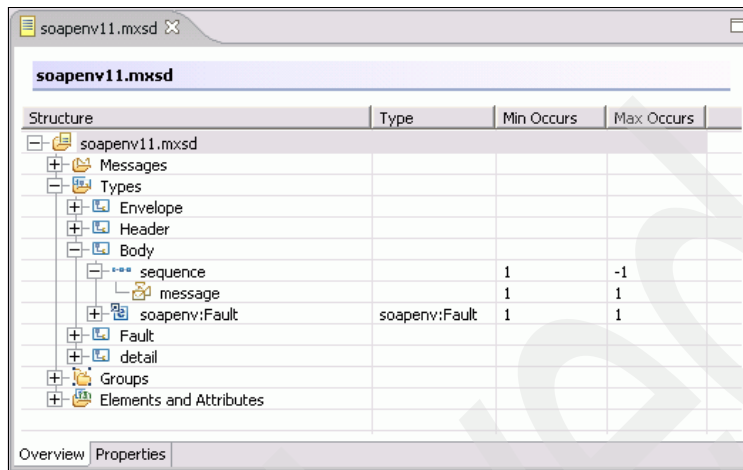 soapenv11.mxsd
soapenv11.mxsd
Structure Type Min Occurs Max Occurs
soapenv11.mxsd
Messages
Types
Envelope
Header
Body
sequence 1 -1
message 1 1
soapenv:Fault soapenv:Fault 1 1
Fault
detail
Groups
Elements and Attributes
Overview Properties